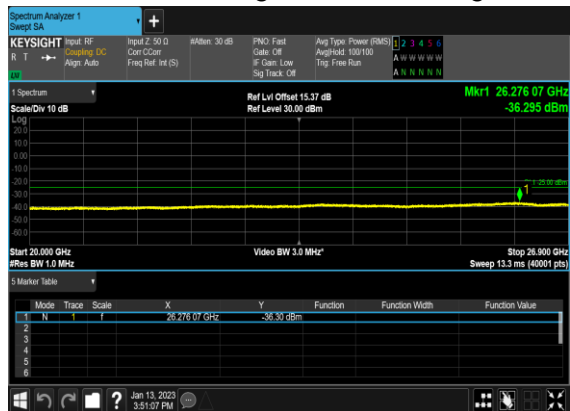 Spectrum Analyzer 1
Swept SA
+
KEYSIGHT Input: RF Input Z: 50 Ω #Atten: 30 dB PNO: Fast Avg Type: Power (RMS) 1 2 3 4 5 6
R T Coupling: DC Corr CCorr Gate: Off Avg|Hold: 100/100 A W W W W W
Align: Auto Freq Ref: Int (S) IF Gain: Low Trig: Free Run
Sig Track: Off A N N N N N
LXI
1 Spectrum Ref Lvl Offset 15.37 dB Mkr1 26.276 07 GHz
Scale/Div 10 dB Ref Level 30.00 dBm -36.295 dBm
Log
20.0
10.0
0.00
-10.0
-20.0
-25.00 dBm
-30.0
1
-40.0
-50.0
-60.0
Start 20.000 GHz Video BW 3.0 MHz* Stop 26.900 GHz
#Res BW 1.0 MHz Sweep 13.3 ms (40001 pts)
5 Marker Table
Mode Trace Scale X Y Function Function Width Function Value
1 N 1 f 26.276 07 GHz -36.30 dBm
2
3
4
5
6
? Jan 13, 2023
3:51:07 PM